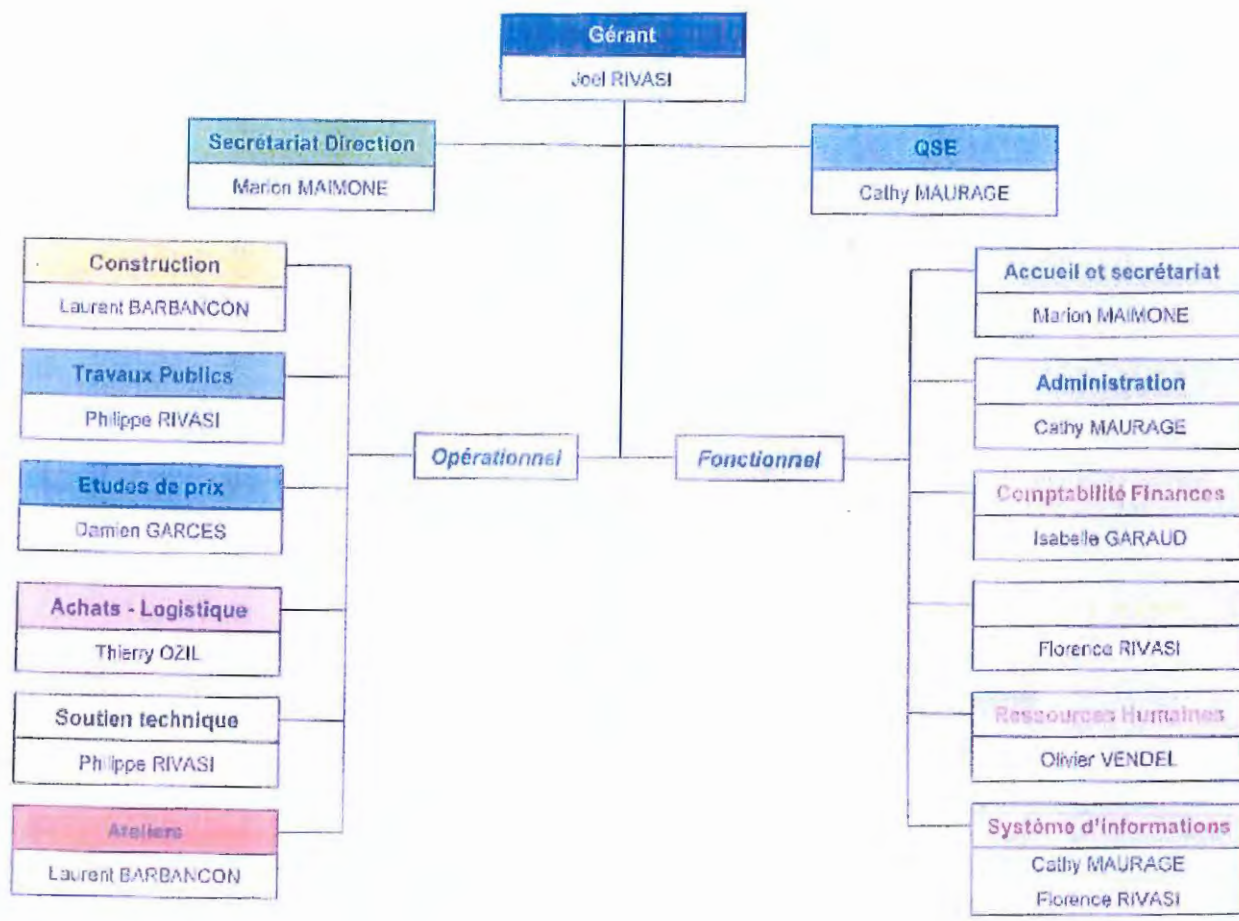 Gérant
Joel RIVASI
Secrétariat Direction
Marion MAIMONE
QSE
Cathy MAURAGE
Construction
Laurent BARBANCON
Travaux Publics
Philippe RIVASI
Etudes de prix
Damien GARCES
Achats - Logistique
Thierry OZIL
Soutien technique
Philippe RIVASI
Ateliers
Laurent BARBANCON
Opérationnel
Fonctionnel
Accueil et secrétariat
Marion MAIMONE
Administration
Cathy MAURAGE
Comptabilité Finances
Isabelle GARAUD
Florence RIVASI
Ressources Humaines
Olivier VENDEL
Système d'informations
Cathy MAURAGE
Florence RIVASI